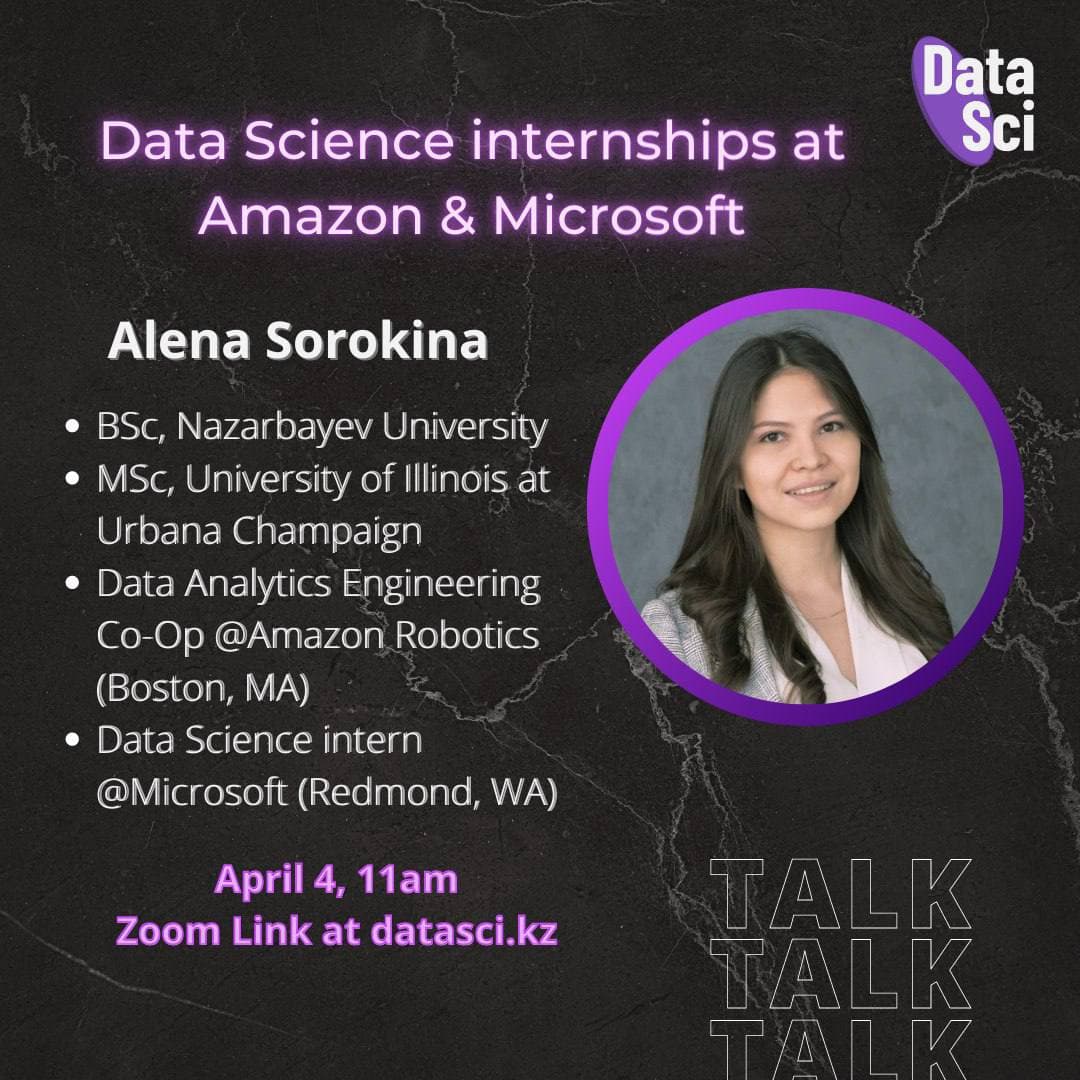 Data
Sci
Data Science internships at
Amazon & Microsoft
Alena Sorokina
• BSc, Nazarbayev University
• MSc, University of Illinois at
Urbana Champaign
• Data Analytics Engineering
Co-Op @Amazon Robotics
(Boston, MA)
• Data Science intern
@Microsoft (Redmond, WA)
April 4, 11am
Zoom Link at datasci.kz
TALK
TALK
TALK